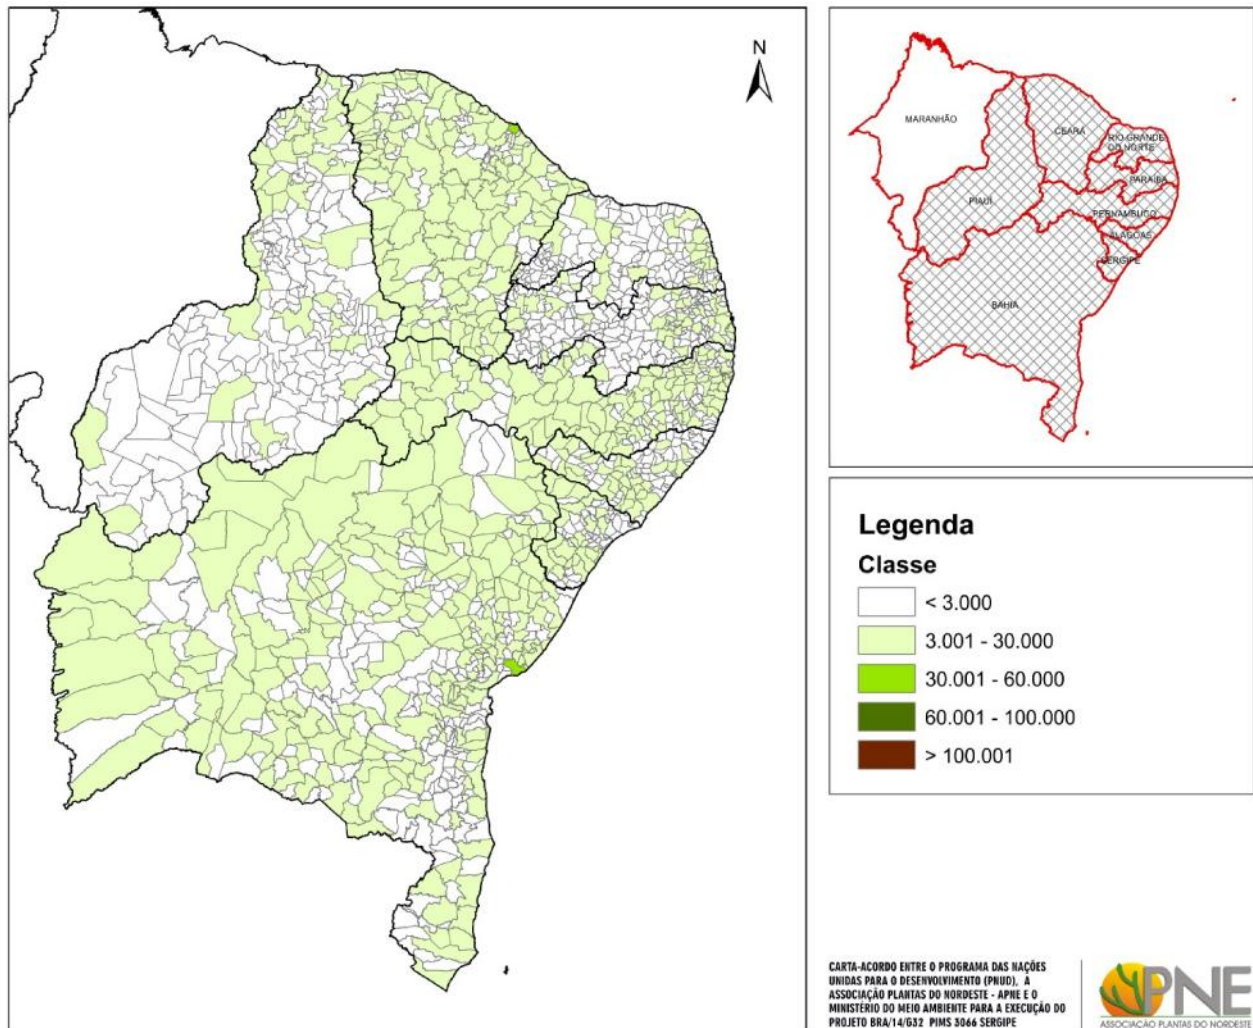 N
MARANHÃO
CEARÁ
RIO GRANDE
DO NORTE
PARAÍBA
PIAUÍ
PERNAMBUCO
ALAGOAS
SERGIPE
BAHIA
Legenda
Classe
< 3.000
3.001 - 30.000
30.001 - 60.000
60.001 - 100.000
> 100.001
CARTA-ACORDO ENTRE O PROGRAMA DAS NAÇÕES
UNIDAS PARA O DESENVOLVIMENTO (PNUD), A
ASSOCIAÇÃO PLANTAS DO NORDESTE - APNE E O
MINISTÉRIO DO MEIO AMBIENTE PARA A EXECUÇÃO DO
PROJETO BRA/14/G32 PIMS 3066 SERGIPE
PNE
ASSOCIAÇÃO PLANTAS DO NORDESTE